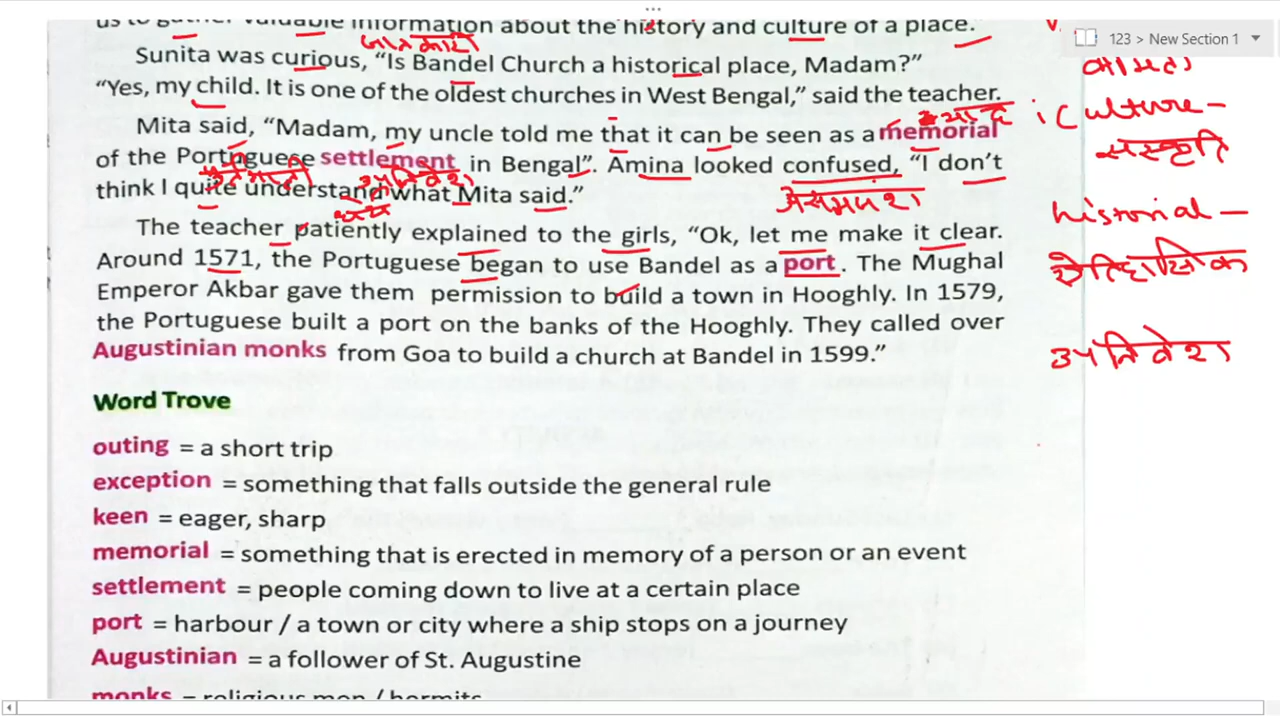 us to gather valuable information about the history and culture of a place.”
123 > New Section 1
Sunita was curious, “Is Bandel Church a historical place, Madam?”
“Yes, my child. It is one of the oldest churches in West Bengal,” said the teacher.
Culture –
संस्कृति
Mita said, “Madam, my uncle told me that it can be seen as a memorial
of the Portuguese settlement in Bengal”. Amina looked confused, “I don’t
think I quite understand what Mita said.”
historial –
ऐतिहासिक
The teacher patiently explained to the girls, “Ok, let me make it clear.
Around 1571, the Portuguese began to use Bandel as a port. The Mughal
Emperor Akbar gave them permission to build a town in Hooghly. In 1579,
the Portuguese built a port on the banks of the Hooghly. They called over
Augustinian monks from Goa to build a church at Bandel in 1599.”
उपनिवेश
Word Trove
outing = a short trip
exception = something that falls outside the general rule
keen = eager, sharp
memorial = something that is erected in memory of a person or an event
settlement = people coming down to live at a certain place
port = harbour / a town or city where a ship stops on a journey
Augustinian = a follower of St. Augustine
monks = religious men / hermits